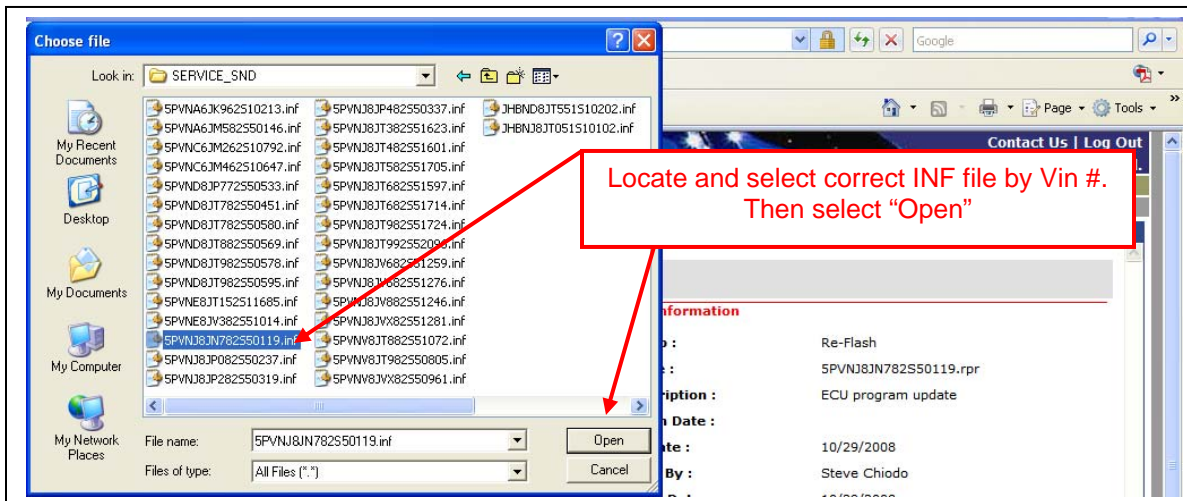 Choose file
Look in:
SERVICE_SND
My Recent Documents
Desktop
My Documents
My Computer
My Network Places
5PVNA6JK962S10213.inf
5PVNA6JM582S50146.inf
5PVNC6JM262S10792.inf
5PVNC6JM462S10647.inf
5PVND8JP772S50533.inf
5PVND8JT782S50451.inf
5PVND8JT782S50580.inf
5PVND8JT882S50569.inf
5PVND8JT982S50578.inf
5PVND8JT982S50595.inf
5PVNE8JT152S11685.inf
5PVNE8JV382S51014.inf
5PVNJ8JN782S50119.inf
5PVNJ8JP082S50237.inf
5PVNJ8JP282S50319.inf
5PVNJ8JP482S50337.inf
5PVNJ8JT382S51623.inf
5PVNJ8JT482S51601.inf
5PVNJ8JT582S51705.inf
5PVNJ8JT682S51597.inf
5PVNJ8JT682S51714.inf
5PVNJ8JT982S51724.inf
5PVNJ8JV682S51259.inf
5PVNJ8JV882S51246.inf
5PVNJ8JVX82S51281.inf
5PVNV8JT882S51072.inf
5PVNV8JT982S50805.inf
5PVNV8JVX82S50961.inf
JHBND8JT551S10202.inf
JHBNJ8JT051S10102.inf
File name:
5PVNJ8JN782S50119.inf
Open
Files of type:
All Files (*.*)
Cancel
Google
Page
Tools
Contact Us | Log Out
Locate and select correct INF file by Vin #.
Then select “Open”
Re-Flash
5PVNJ8JN782S50119.rpr
ECU program update
Date :
10/29/2008
By :
Steve Chiodo